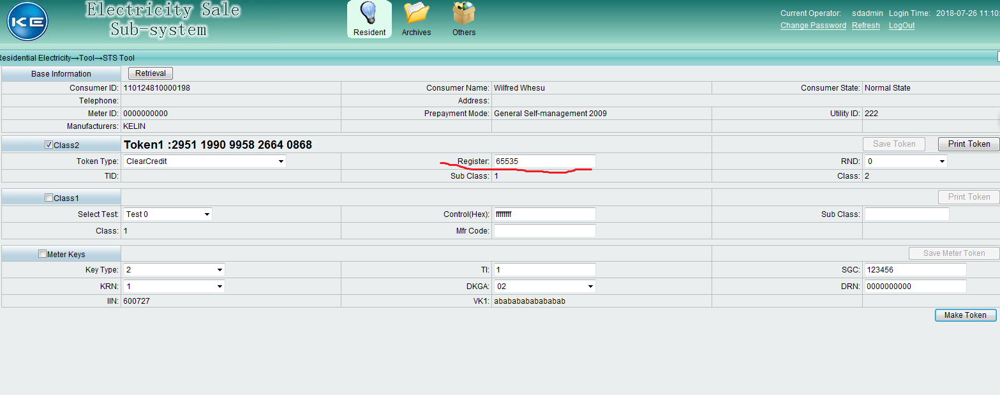 KE
Electricity Sale
Sub-system
Resident
Archives
Others
Current Operator: sdadmin Login Time: 2018-07-26 11:10:
Change Password Refresh LogOut
Residential Electricity→Tool→STS Tool
Base Information Retrieval
Consumer ID: 110124810000198 Consumer Name: Wilfred Whesu Consumer State: Normal State
Telephone: Address:
Meter ID: 0000000000 Prepayment Mode: General Self-management 2009 Utility ID: 222
Manufacturers: KELIN
Class2 Token1 :2951 1990 9958 2664 0868 Save Token Print Token
Token Type: ClearCredit Register: 65535 RND: 0
TID: Sub Class: 1 Class: 2
Class1 Print Token
Select Test: Test 0 Control(Hex): ffffffff Sub Class:
Class: 1 Mfr Code:
Meter Keys Save Meter Token
Key Type: 2 TI: 1 SGC: 123456
KRN: 1 DKGA: 02 DRN: 0000000000
IIN: 600727 VK1: abababababababab
Make Token